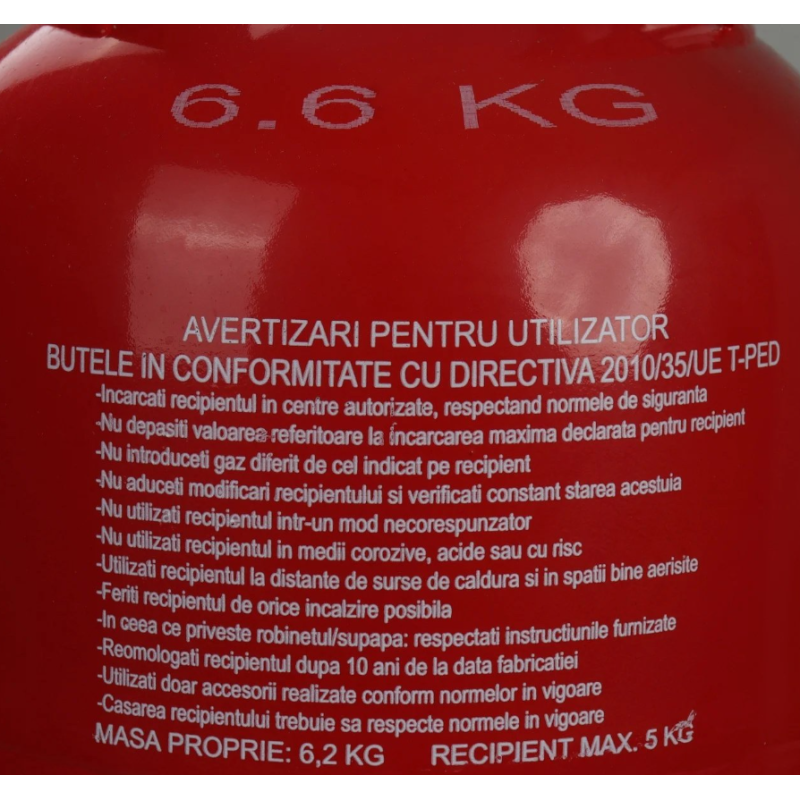 6.6 KG
AVERTIZARI PENTRU UTILIZATOR
BUTELE IN CONFORMITATE CU DIRECTIVA 2010/35/UE T-PED
-Incarcati recipientul in centre autorizate, respectand normele de siguranta
-Nu depasiti valoarea referitoare la incarcarea maxima declarata pentru recipient
-Nu introduceti gaz diferit de cel indicat pe recipient
-Nu aduceti modificari recipientului si verificati constant starea acestuia
-Nu utilizati recipientul intr-un mod necorespunzator
-Nu utilizati recipientul in medii corozive, acide sau cu risc
-Utilizati recipientul la distante de surse de caldura si in spatii bine aerisite
-Feriti recipientul de orice incalzire posibila
-In ceea ce priveste robinetul/supapa: respectati instructiunile furnizate
-Reomologati recipientul dupa 10 ani de la data fabricatiei
-Utilizati doar accesorii realizate conform normelor in vigoare
-Casarea recipientului trebuie sa respecte normele in vigoare
MASA PROPRIE: 6,2 KG RECIPIENT MAX. 5 KG